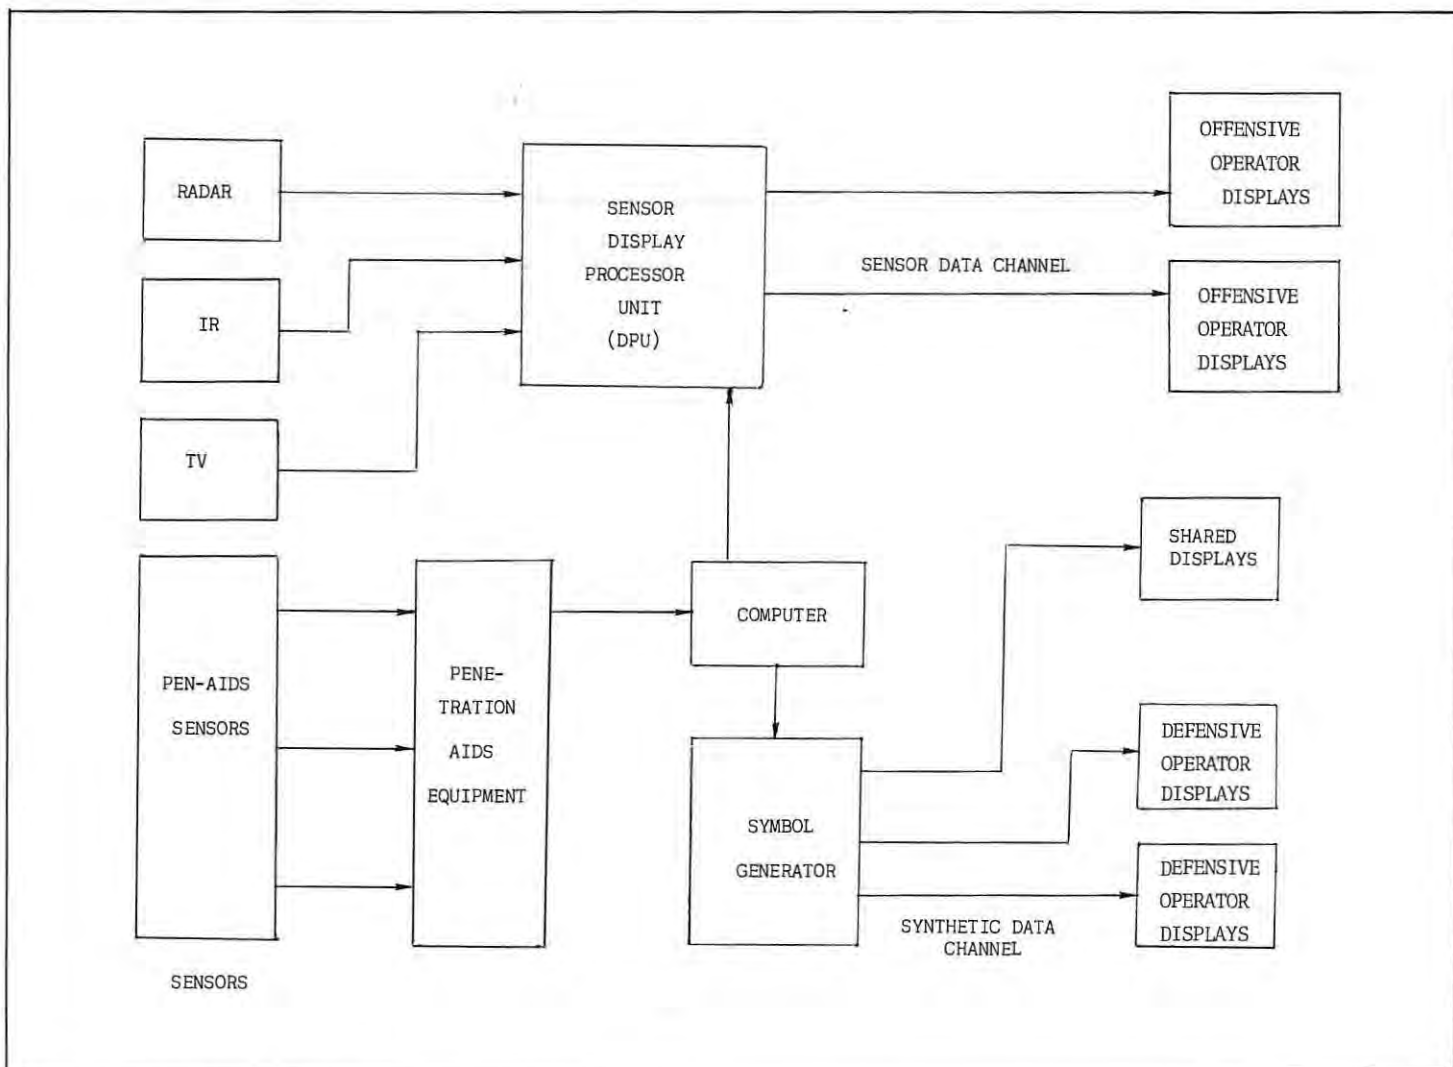 RADAR
IR
TV
PEN-AIDS
SENSORS
SENSORS
PENE-
TRATION
AIDS
EQUIPMENT
SENSOR
DISPLAY
PROCESSOR
UNIT
(DPU)
COMPUTER
SYMBOL
GENERATOR
SENSOR DATA CHANNEL
SYNTHETIC DATA
CHANNEL
OFFENSIVE
OPERATOR
DISPLAYS
OFFENSIVE
OPERATOR
DISPLAYS
SHARED
DISPLAYS
DEFENSIVE
OPERATOR
DISPLAYS
DEFENSIVE
OPERATOR
DISPLAYS